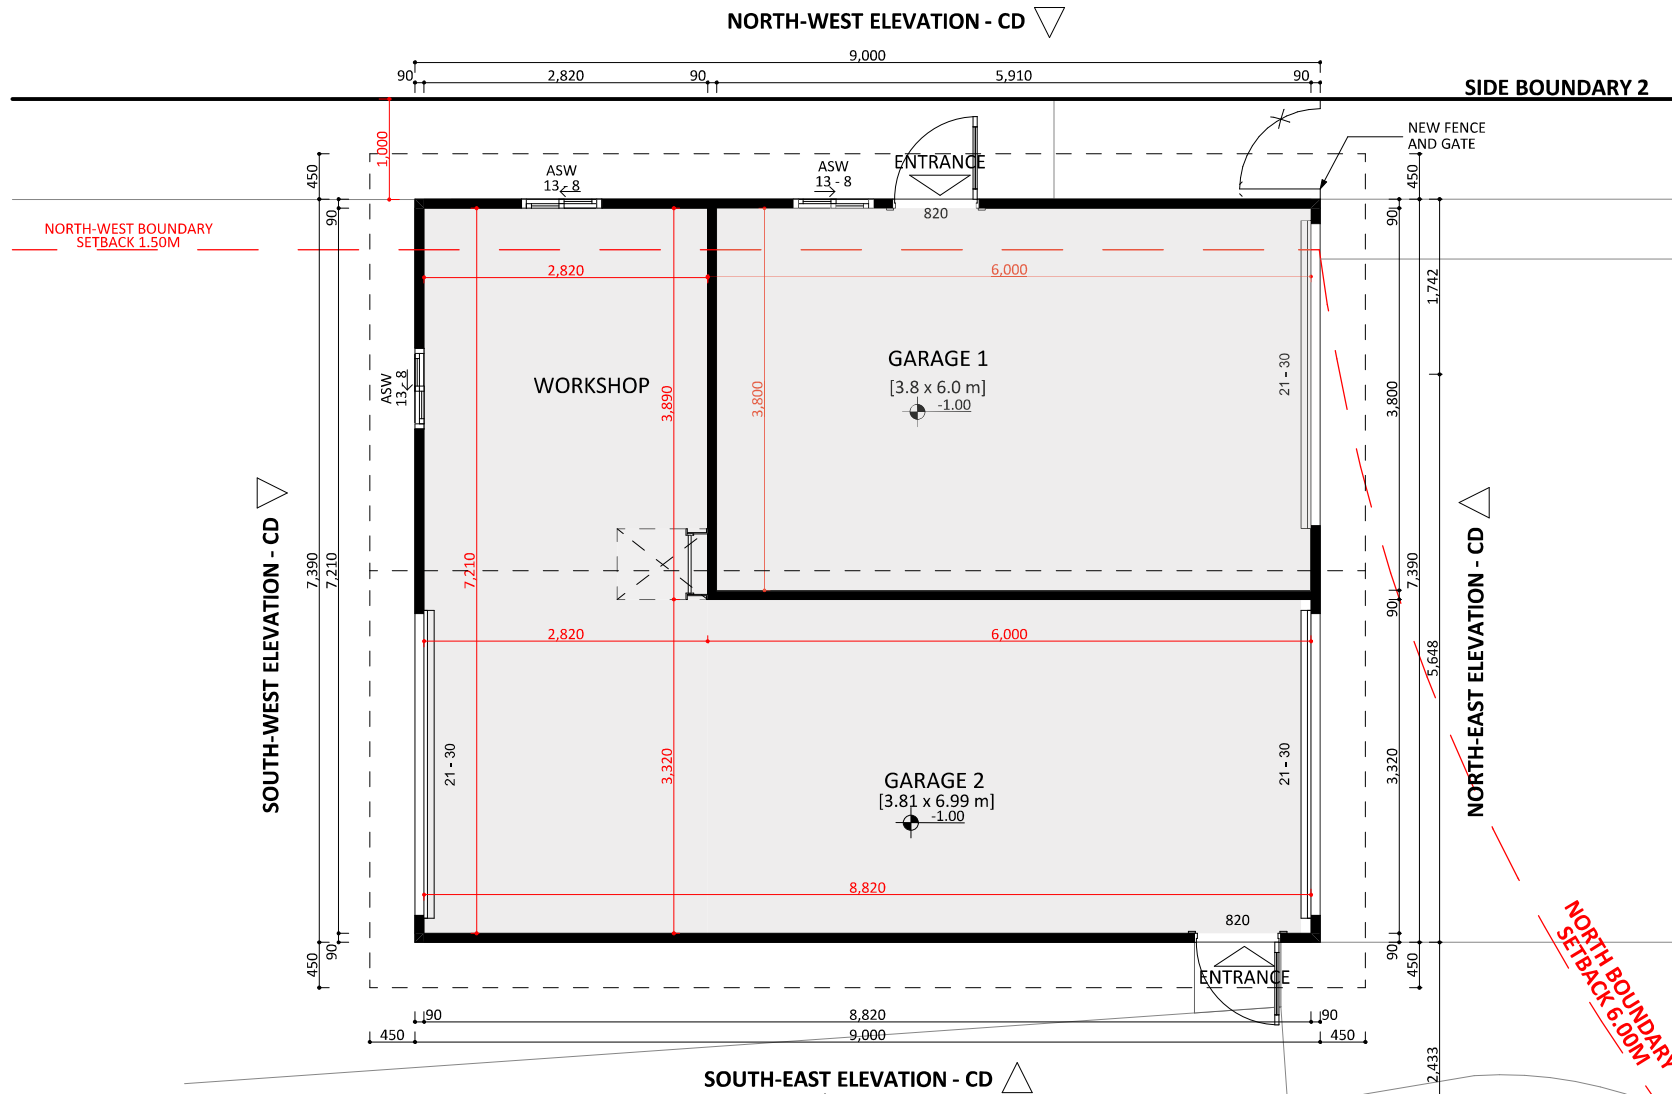 NORTH-WEST ELEVATION - CD
9,000
90
2,820
90
5,910
90
SIDE BOUNDARY 2
1,000
NEW FENCE
AND GATE
450
ASW
13 - 8
ASW
13 - 8
ENTRANCE
450
90
820
90
NORTH-WEST BOUNDARY
SETBACK 1.50M
2,820
6,000
1,742
GARAGE 1
[3.8 x 6.0 m]
-1.00
WORKSHOP
ASW
13 - 8
3,890
3,800
21 - 30
3,800
SOUTH-WEST ELEVATION - CD
7,390
7,210
7,210
7,390
NORTH-EAST ELEVATION - CD
90
2,820
6,000
5,648
21 - 30
3,320
GARAGE 2
[3.81 x 6.99 m]
-1.00
21 - 30
3,320
8,820
820
90
450
90
450
ENTRANCE
NORTH BOUNDARY
SETBACK 6.00M
90
8,820
90
450
9,000
450
2,433
SOUTH-EAST ELEVATION - CD